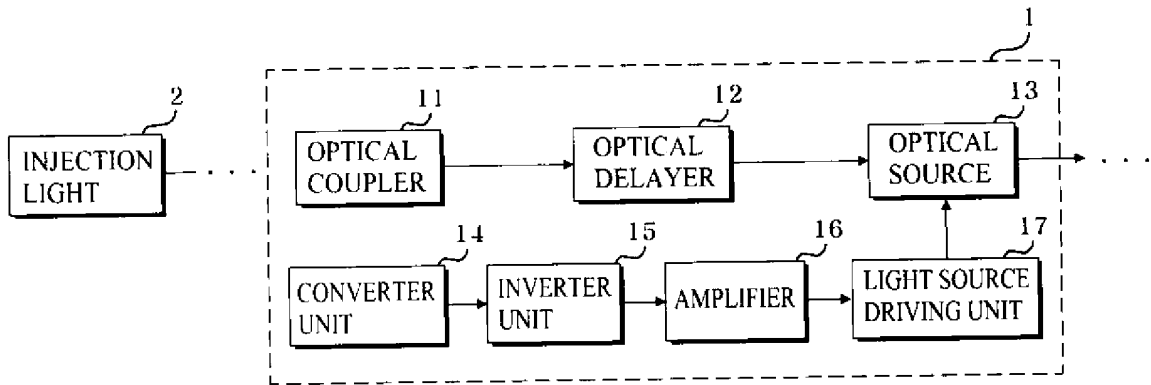 1
2
11
12
13
INJECTION
LIGHT
. . . .
OPTICAL
COUPLER
OPTICAL
DELAYER
OPTICAL
SOURCE
. . .
14
15
16
17
CONVERTER
UNIT
INVERTER
UNIT
AMPLIFIER
LIGHT SOURCE
DRIVING UNIT